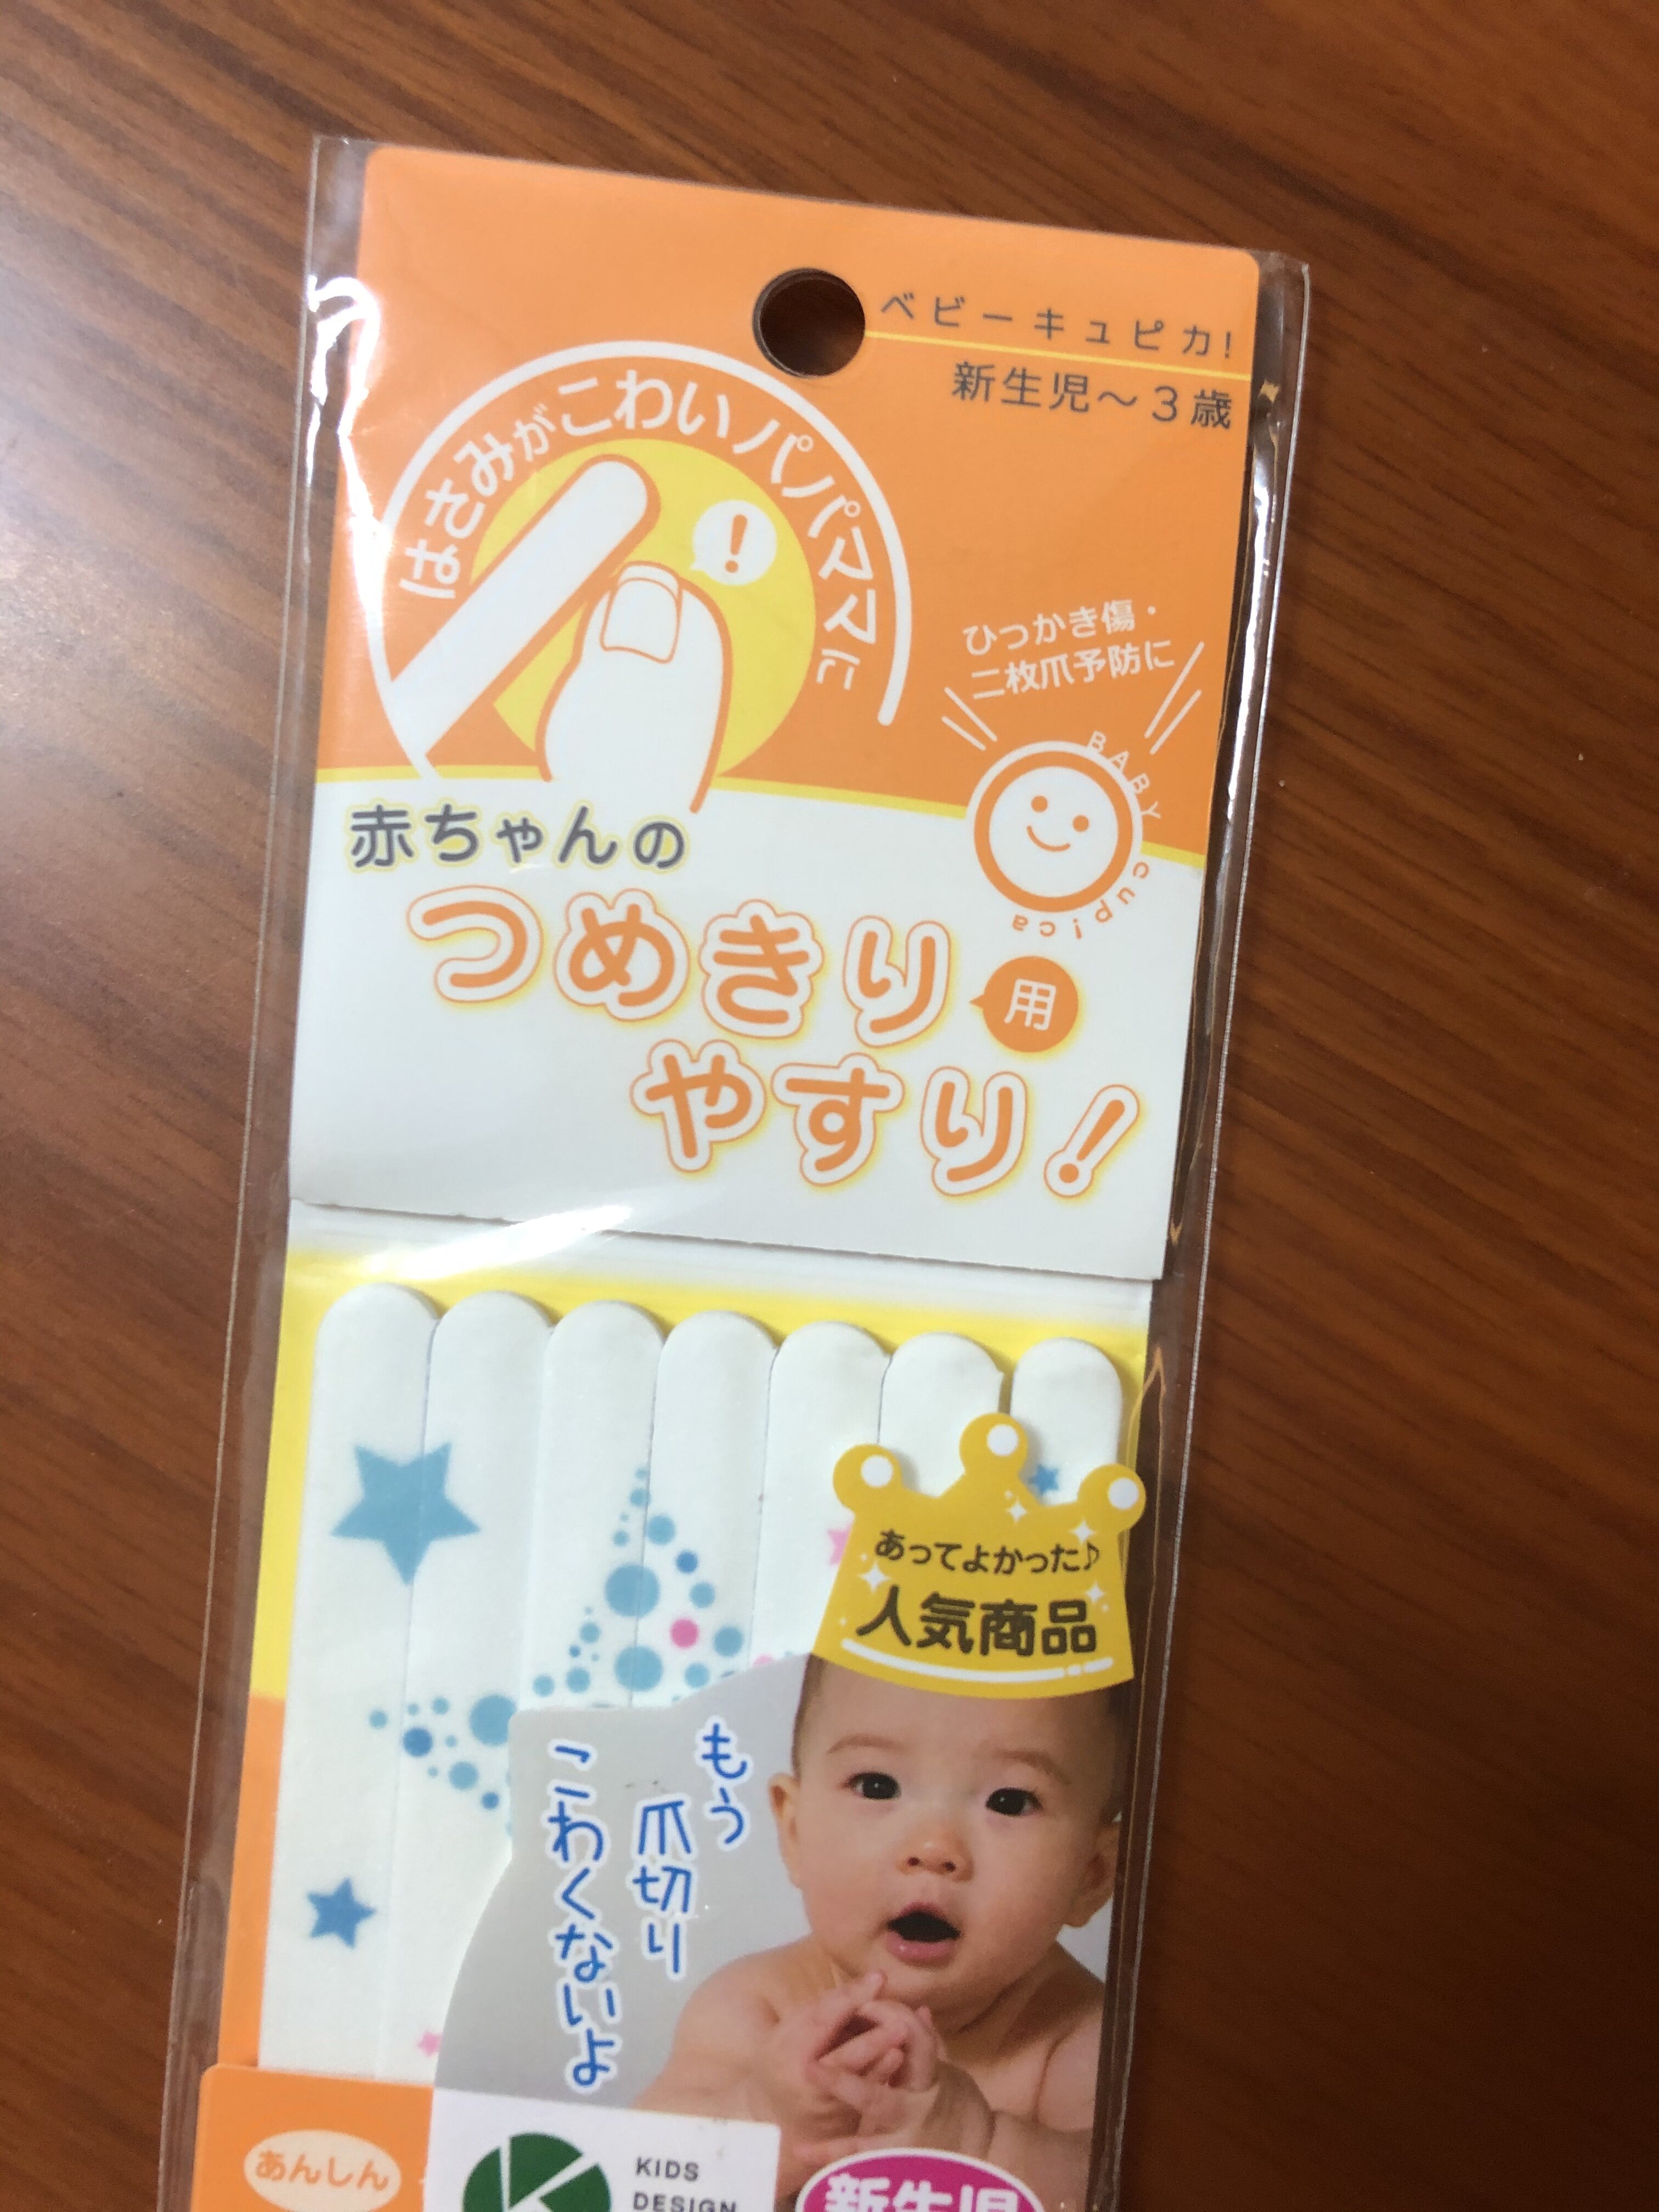 ベビーキュピカ!
新生児～3歳
はさみがこわいパパママに
!
ひっかき傷・
二枚爪予防に
BABY cupica
赤ちゃんの
つめきり用
やすり!
あってよかった♪
人気商品
もう
爪切り
こわくないよ
あんしん
KIDS
DESIGN
新生児